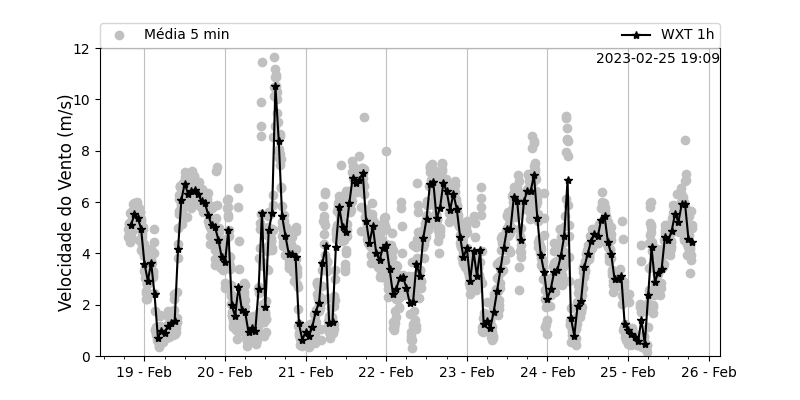 Média 5 min
WXT 1h
2023-02-25 19:09
Velocidade do Vento (m/s)
12
10
8
6
4
2
0
19 - Feb
20 - Feb
21 - Feb
22 - Feb
23 - Feb
24 - Feb
25 - Feb
26 - Feb